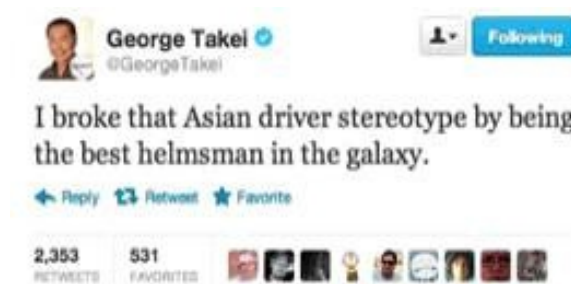 George Takei
@GeorgeTakei
Following
I broke that Asian driver stereotype by being
the best helmsman in the galaxy.
Reply Retweet Favorite
2,353 531
RETWEETS FAVORITES